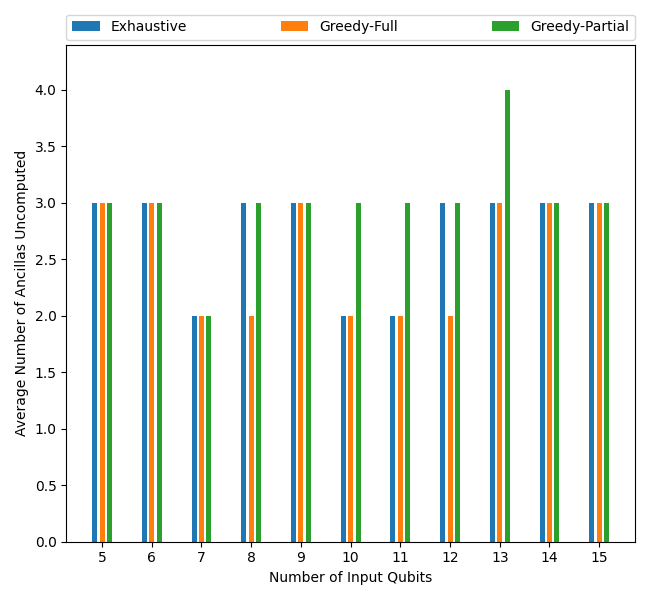 Exhaustive Greedy-Full Greedy-Partial
4.0
3.5
3.0
2.5
2.0
1.5
1.0
0.5
0.0
Average Number of Ancillas Uncomputed
5 6 7 8 9 10 11 12 13 14 15
Number of Input Qubits